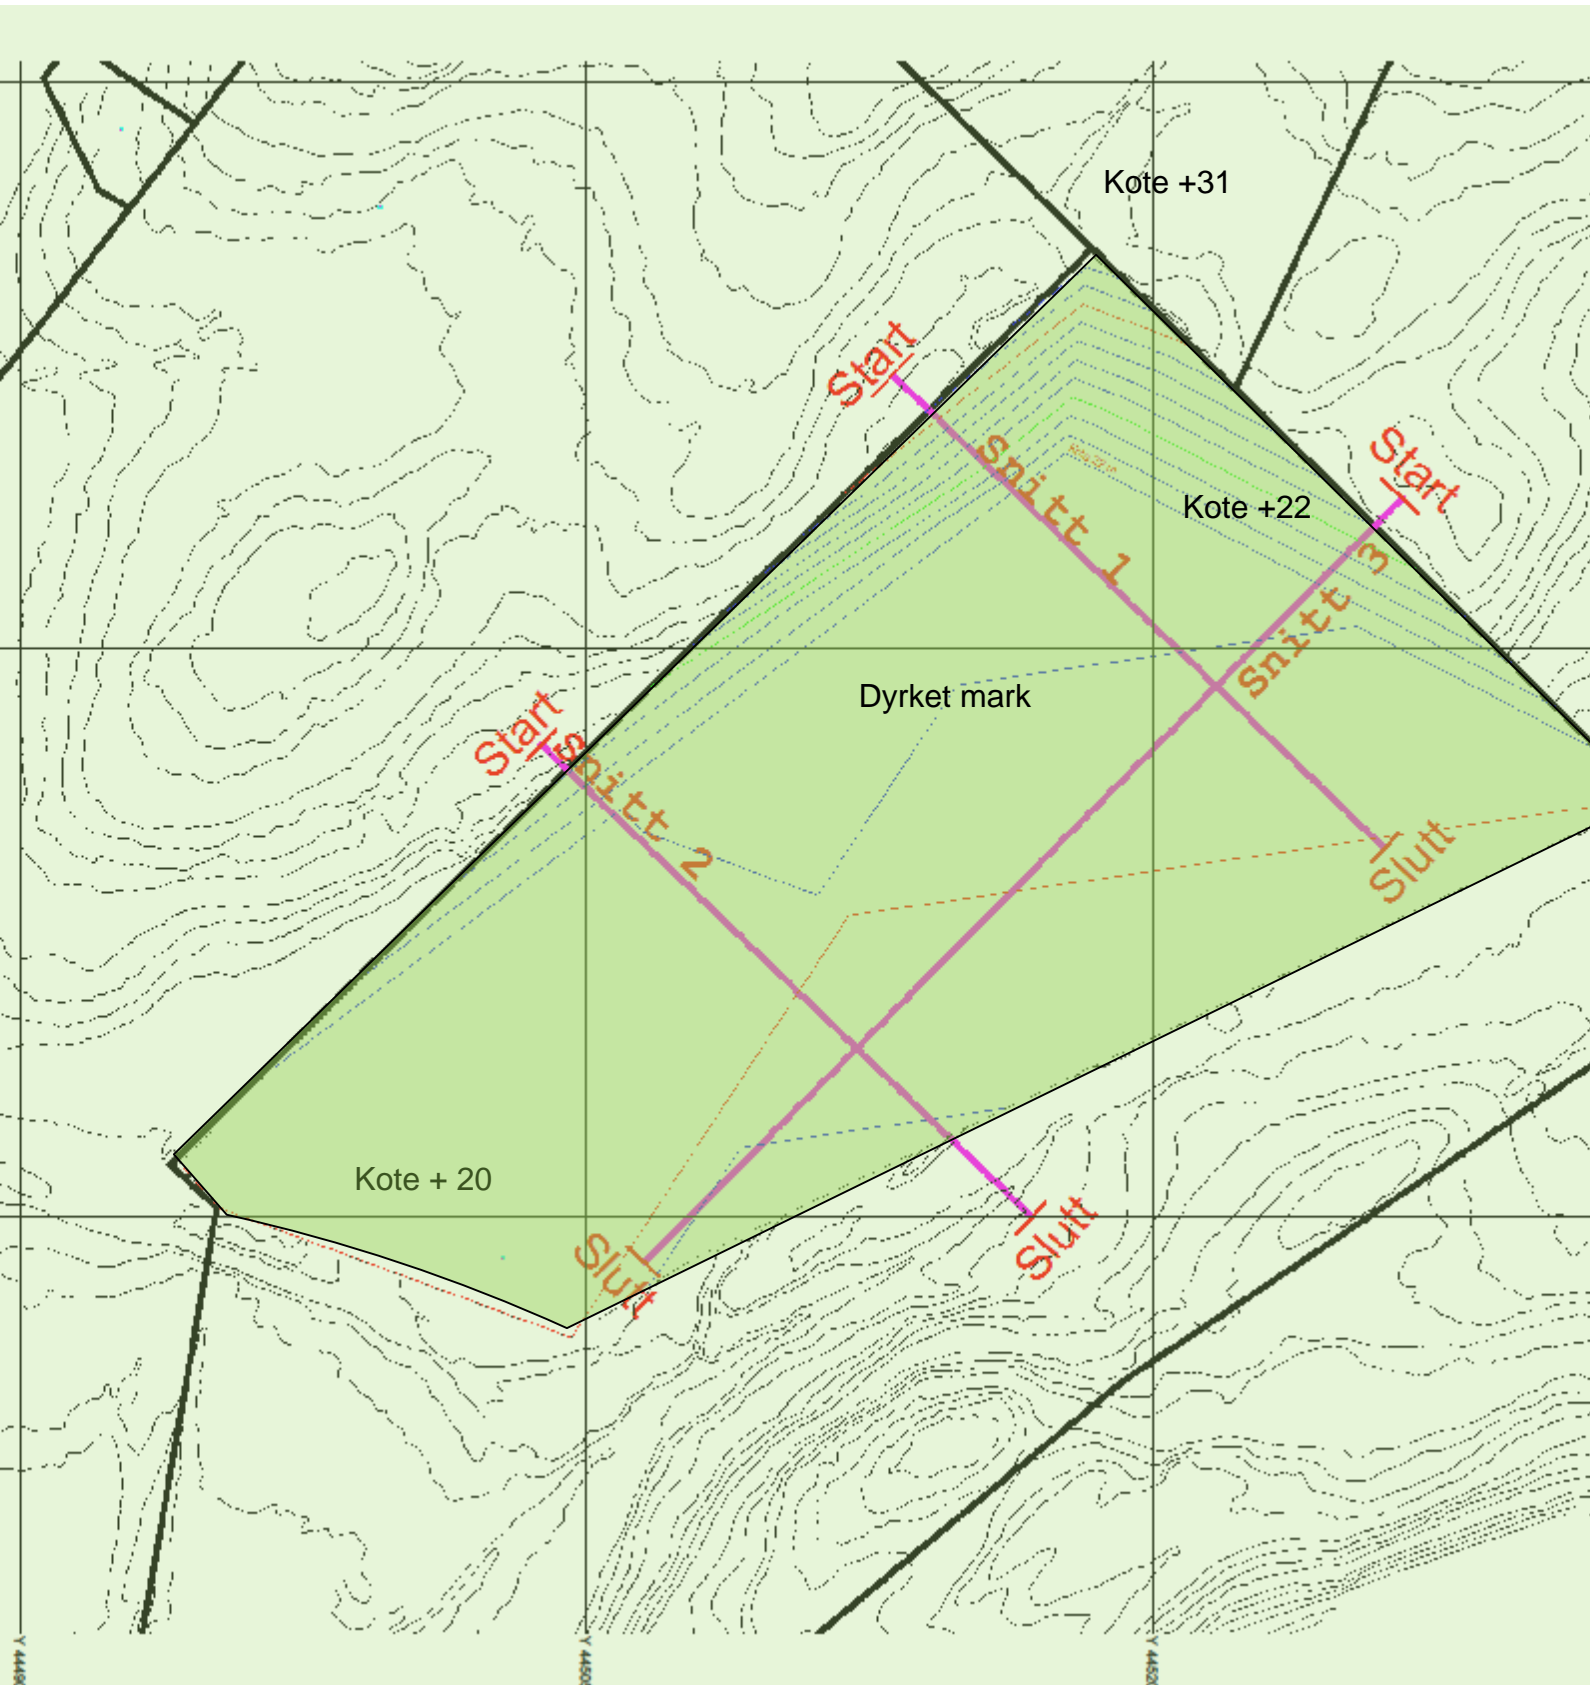 Kote +31
Start
Start
Snitt 1
Kote +22
Snitt 3
Dyrket mark
Start
Snitt 2
Slutt
Kote + 20
Slutt
Slutt